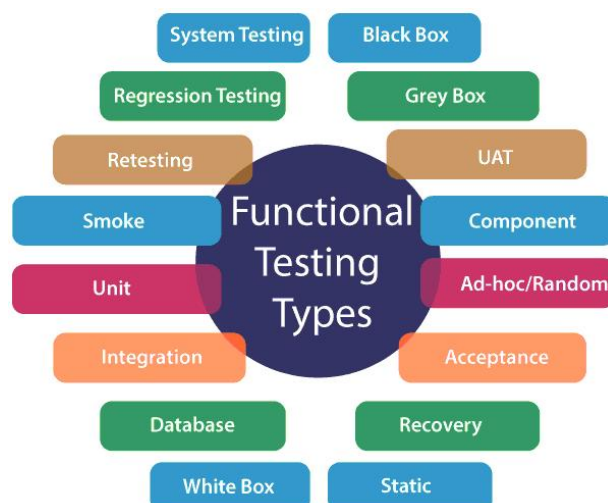 System Testing
Black Box
Regression Testing
Grey Box
Retesting
UAT
Smoke
Component
Functional
Testing
Types
Unit
Ad-hoc/Random
Integration
Acceptance
Database
Recovery
White Box
Static